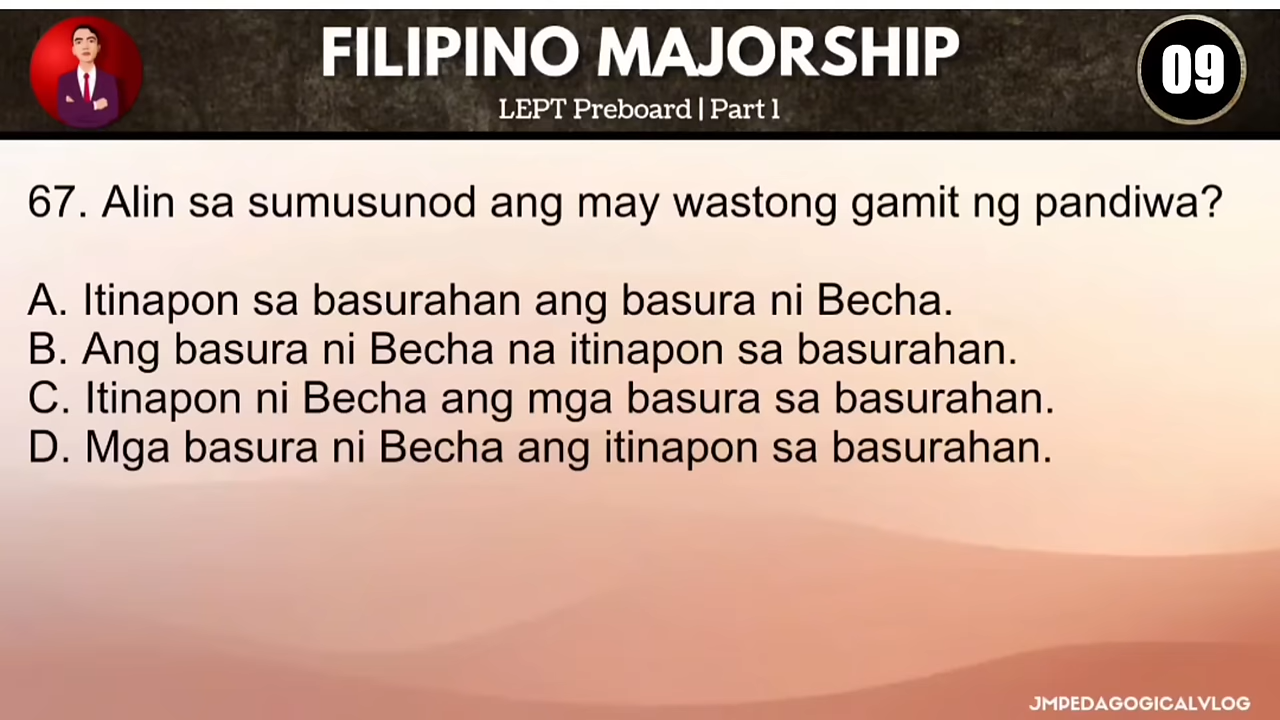 FILIPINO MAJORSHIP
LEPT Preboard | Part 1
09
67. Alin sa sumusunod ang may wastong gamit ng pandiwa?
A. Itinapon sa basurahan ang basura ni Becha.
B. Ang basura ni Becha na itinapon sa basurahan.
C. Itinapon ni Becha ang mga basura sa basurahan.
D. Mga basura ni Becha ang itinapon sa basurahan.
JMPEDAGOGICALVLOG